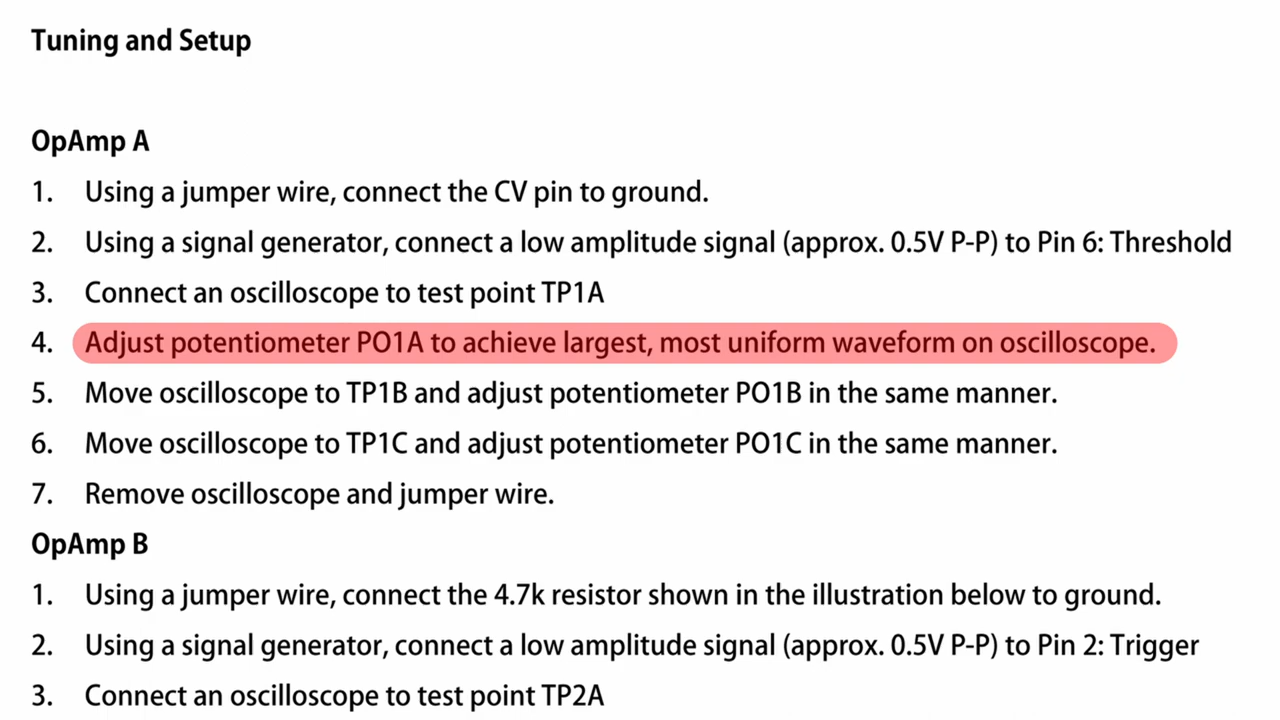 Tuning and Setup
OpAmp A
1. Using a jumper wire, connect the CV pin to ground.
2. Using a signal generator, connect a low amplitude signal (approx. 0.5V P-P) to Pin 6: Threshold
3. Connect an oscilloscope to test point TP1A
4. Adjust potentiometer PO1A to achieve largest, most uniform waveform on oscilloscope.
5. Move oscilloscope to TP1B and adjust potentiometer PO1B in the same manner.
6. Move oscilloscope to TP1C and adjust potentiometer PO1C in the same manner.
7. Remove oscilloscope and jumper wire.
OpAmp B
1. Using a jumper wire, connect the 4.7k resistor shown in the illustration below to ground.
2. Using a signal generator, connect a low amplitude signal (approx. 0.5V P-P) to Pin 2: Trigger
3. Connect an oscilloscope to test point TP2A